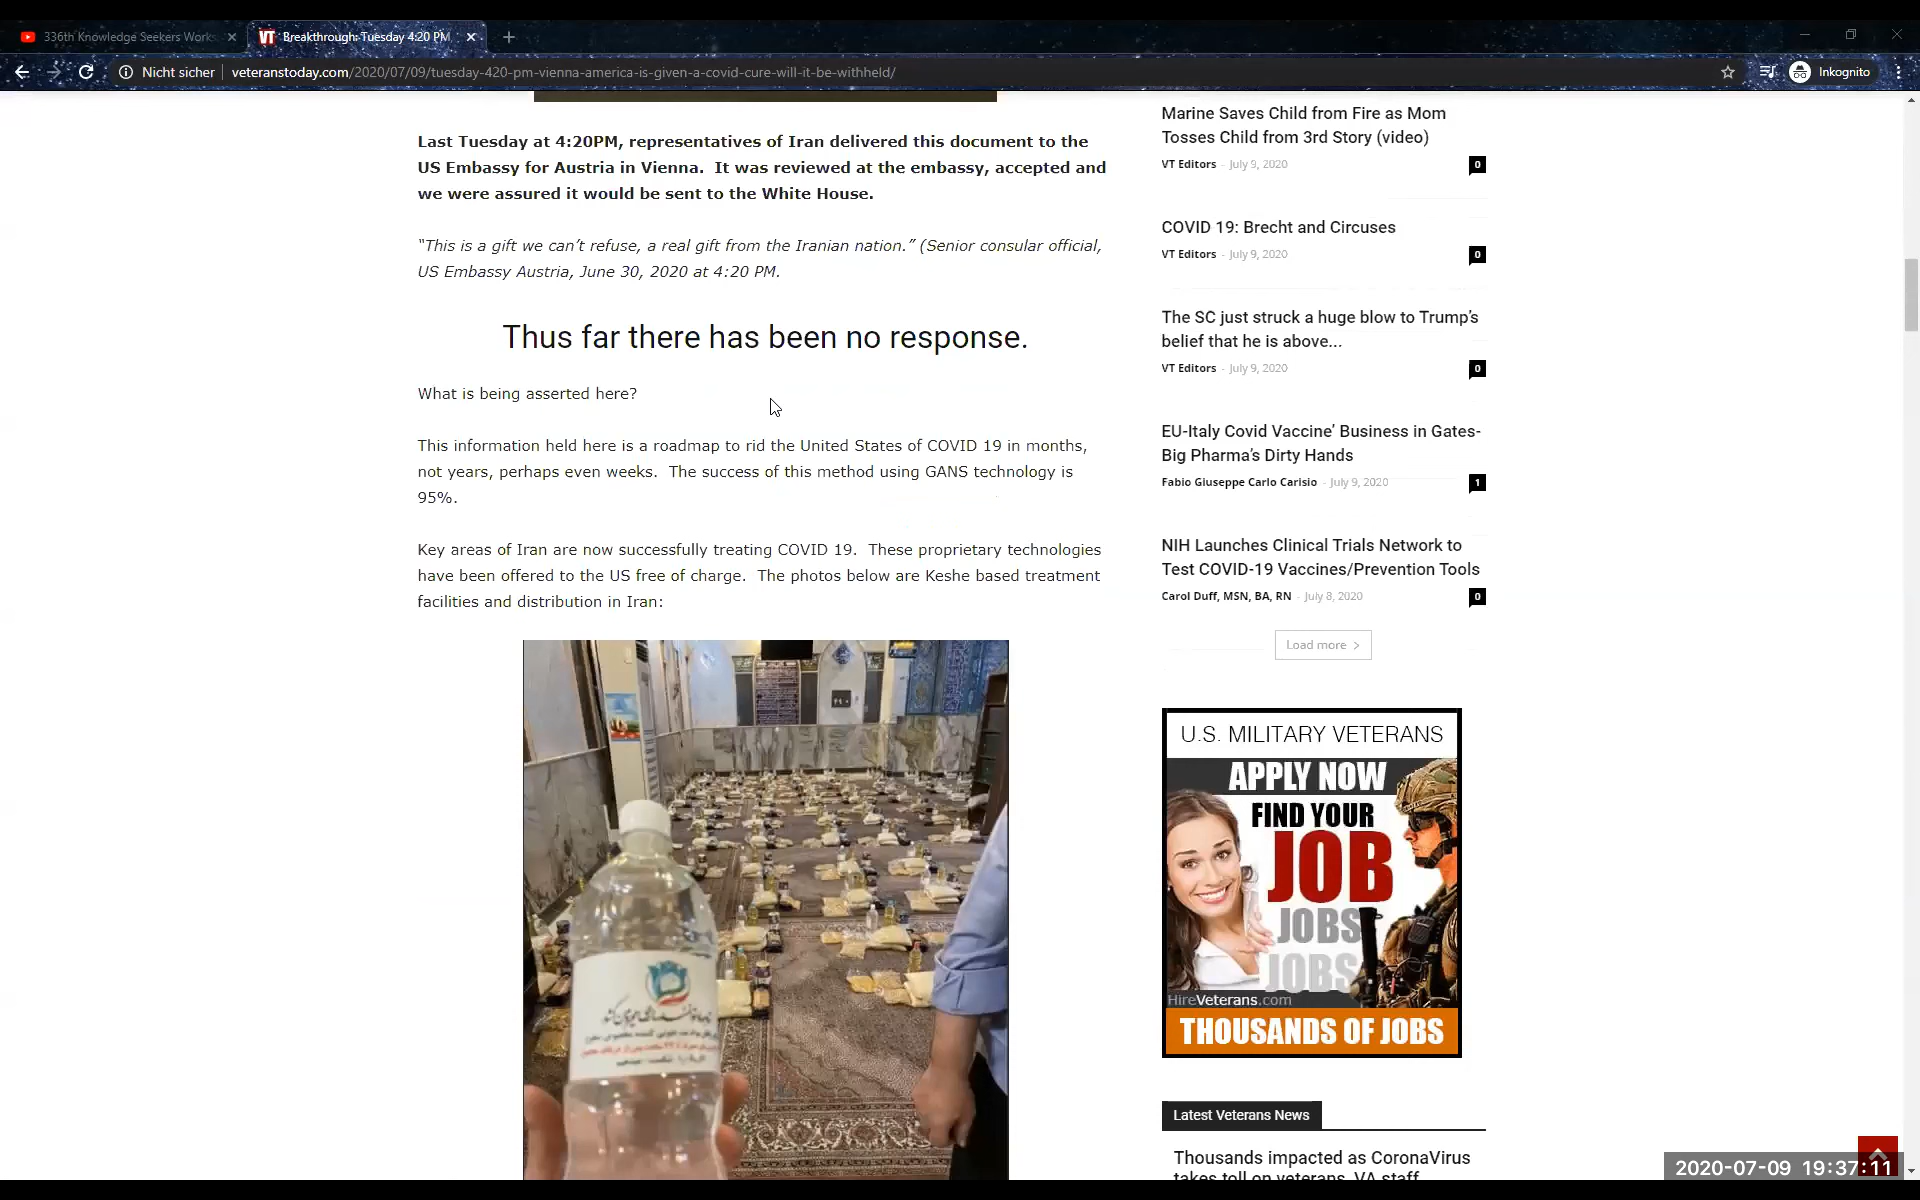 336th Knowledge Seekers Works
Breakthrough: Tuesday 4:20 PM
Nicht sicher
veteranstoday.com/2020/07/09/tuesday-420-pm-vienna-america-is-given-a-covid-cure-will-it-be-withheld/
Inkognito
Last Tuesday at 4:20PM, representatives of Iran delivered this document to the
US Embassy for Austria in Vienna.  It was reviewed at the embassy, accepted and
we were assured it would be sent to the White House.
“This is a gift we can’t refuse, a real gift from the Iranian nation.” (Senior consular official,
US Embassy Austria, June 30, 2020 at 4:20 PM.
Thus far there has been no response.
What is being asserted here?
This information held here is a roadmap to rid the United States of COVID 19 in months,
not years, perhaps even weeks.  The success of this method using GANS technology is
95%.
Key areas of Iran are now successfully treating COVID 19.  These proprietary technologies
have been offered to the US free of charge.  The photos below are Keshe based treatment
facilities and distribution in Iran:
Marine Saves Child from Fire as Mom
Tosses Child from 3rd Story (video)
VT Editors - July 9, 2020
0
COVID 19: Brecht and Circuses
VT Editors - July 9, 2020
0
The SC just struck a huge blow to Trump’s
belief that he is above...
VT Editors - July 9, 2020
0
EU-Italy Covid Vaccine’ Business in Gates-
Big Pharma’s Dirty Hands
Fabio Giuseppe Carlo Carisio - July 9, 2020
1
NIH Launches Clinical Trials Network to
Test COVID-19 Vaccines/Prevention Tools
Carol Duff, MSN, BA, RN - July 8, 2020
0
Load more
U.S. MILITARY VETERANS
APPLY NOW
FIND YOUR
JOB
JOBS
JOBS
HireVeterans.com
THOUSANDS OF JOBS
Latest Veterans News
Thousands impacted as CoronaVirus
takes toll on veterans, VA staff
2020-07-09 19:37:11